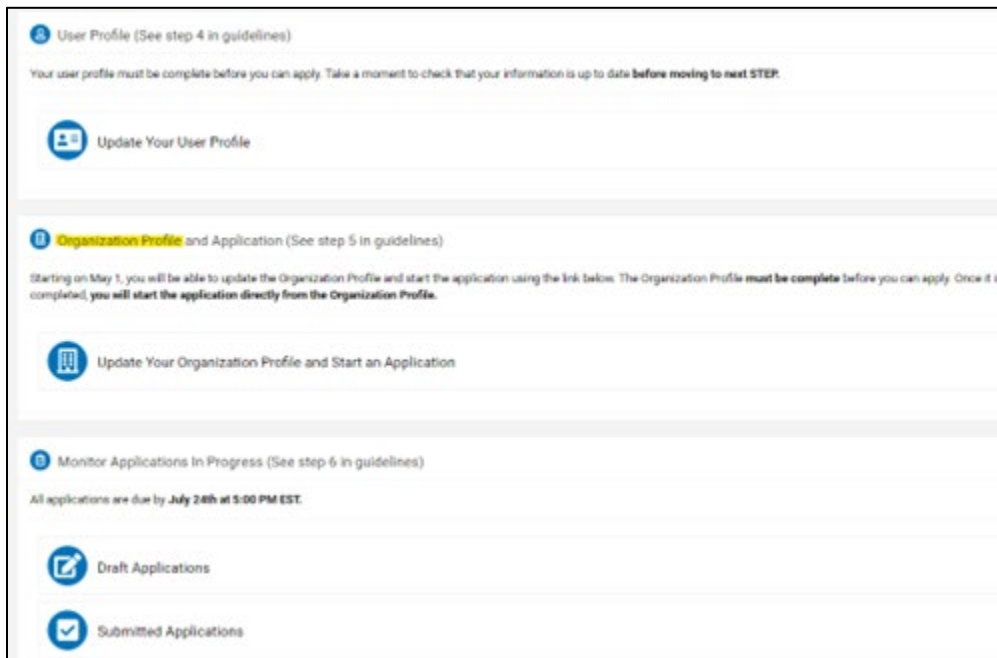 User Profile (See step 4 in guidelines)
Your user profile must be complete before you can apply. Take a moment to check that your information is up to date before moving to next STEP.
Update Your User Profile
Organization Profile and Application (See step 5 in guidelines)
Starting on May 1, you will be able to update the Organization Profile and start the application using the link below. The Organization Profile must be complete before you can apply. Once it
completed, you will start the application directly from the Organization Profile.
Update Your Organization Profile and Start an Application
Monitor Applications In Progress (See step 6 in guidelines)
All applications are due by July 24th at 5:00 PM EST.
Draft Applications
Submitted Applications